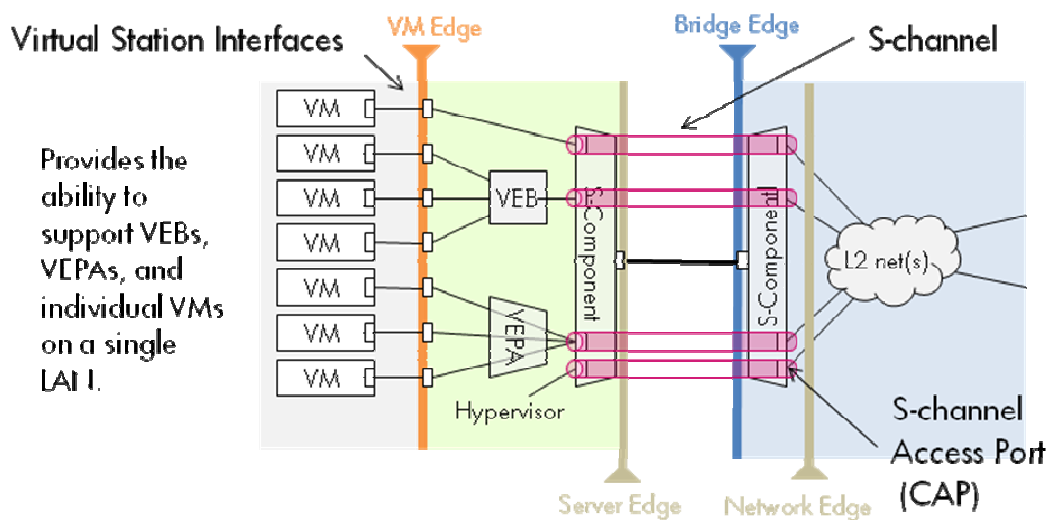 Virtual Station Interfaces
VM Edge
Bridge Edge
S-channel
Provides the
ability to
support VEBs,
VEPAs, and
individual VMs
on a single
LAN.
VM
VM
VM
VM
VM
VM
VM
VEB
VEPA
Hypervisor
S-Component
S-Component
L2 net(s)
S-channel
Access Port
(CAP)
Server Edge
Network Edge